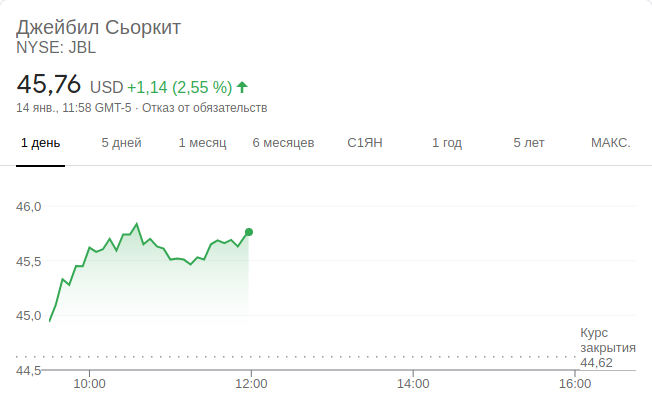 Джейбил Сьоркит
NYSE: JBL
45,76 USD +1,14 (2,55 %)
14 янв., 11:58 GMT-5 · Отказ от обязательств
1 день 5 дней 1 месяц 6 месяцев С1ЯН 1 год 5 лет МАКС.
46,0
45,5
45,0
Курс
закрытия
44,62
44,5
10:00 12:00 14:00 16:00